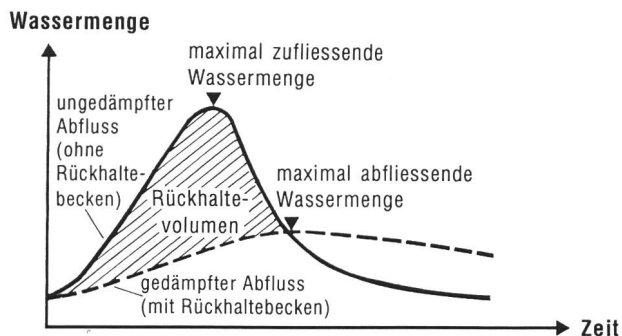 Wassermenge
maximal zufliessende
Wassermenge
ungedämpfter
Abfluss
(ohne
Rückhalte-
becken)
maximal abfliessende
Wassermenge
Rückhalte-
volumen
gedämpfter Abfluss
(mit Rückhaltebecken)
Zeit